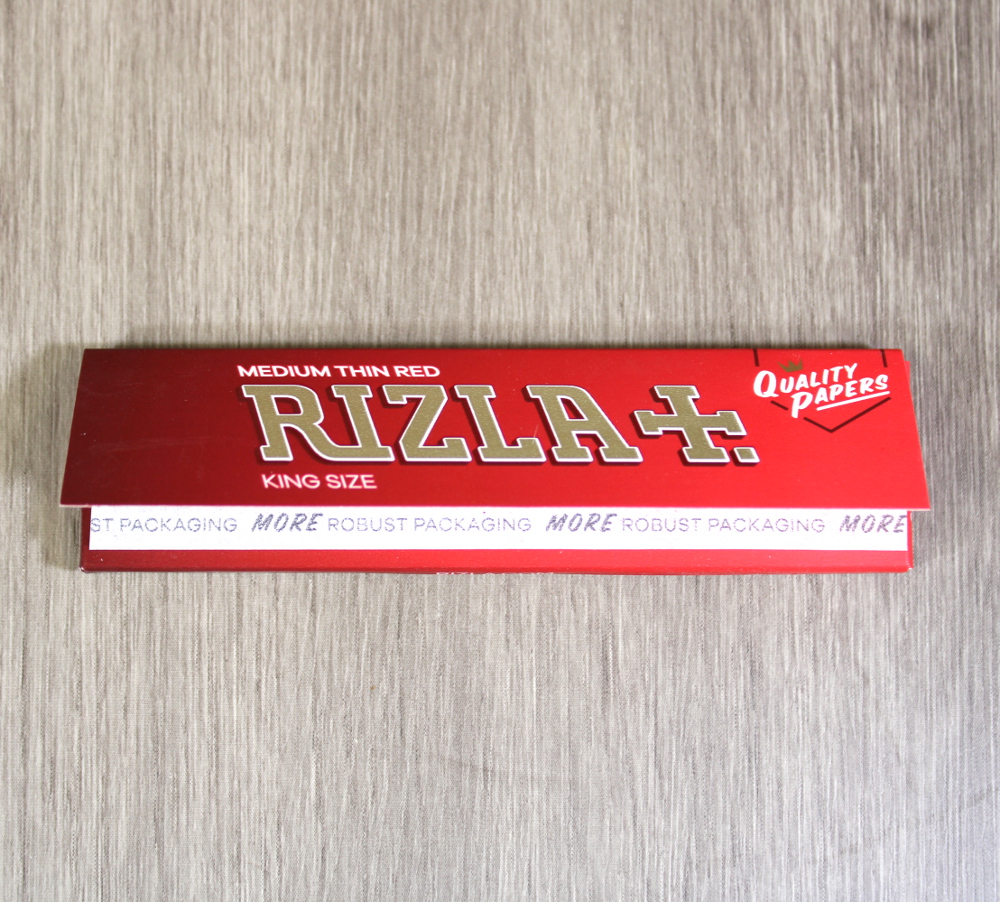 MEDIUM THIN RED
RIZLA+.
KING SIZE
QUALITY
PAPERS
ST PACKAGING MORE ROBUST PACKAGING MORE ROBUST PACKAGING MORE